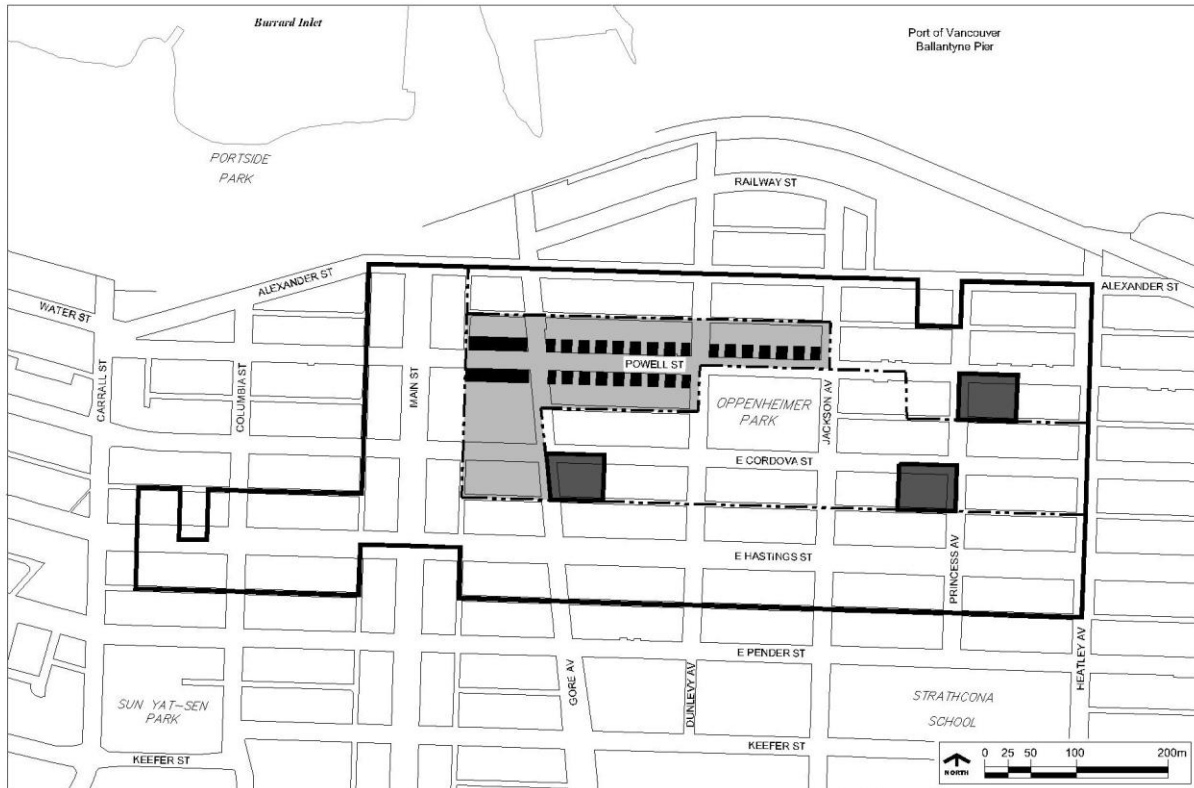 Burrard Inlet
Port of Vancouver
Ballantyne Pier
PORTSIDE
PARK
RAILWAY ST
ALEXANDER ST
ALEXANDER ST
WATER ST
CARRALL ST
COLUMBIA ST
MAIN ST
POWELL ST
OPPENHEIMER
PARK
JACKSON AV
E CORDOVA ST
E HASTINGS ST
PRINCESS AV
E PENDER ST
HEATLEY AV
GORE AV
DUNLEVY AV
SUN YAT-SEN
PARK
STRATHCONA
SCHOOL
KEEFER ST
KEEFER ST
NORTH
0 25 50 100 200m